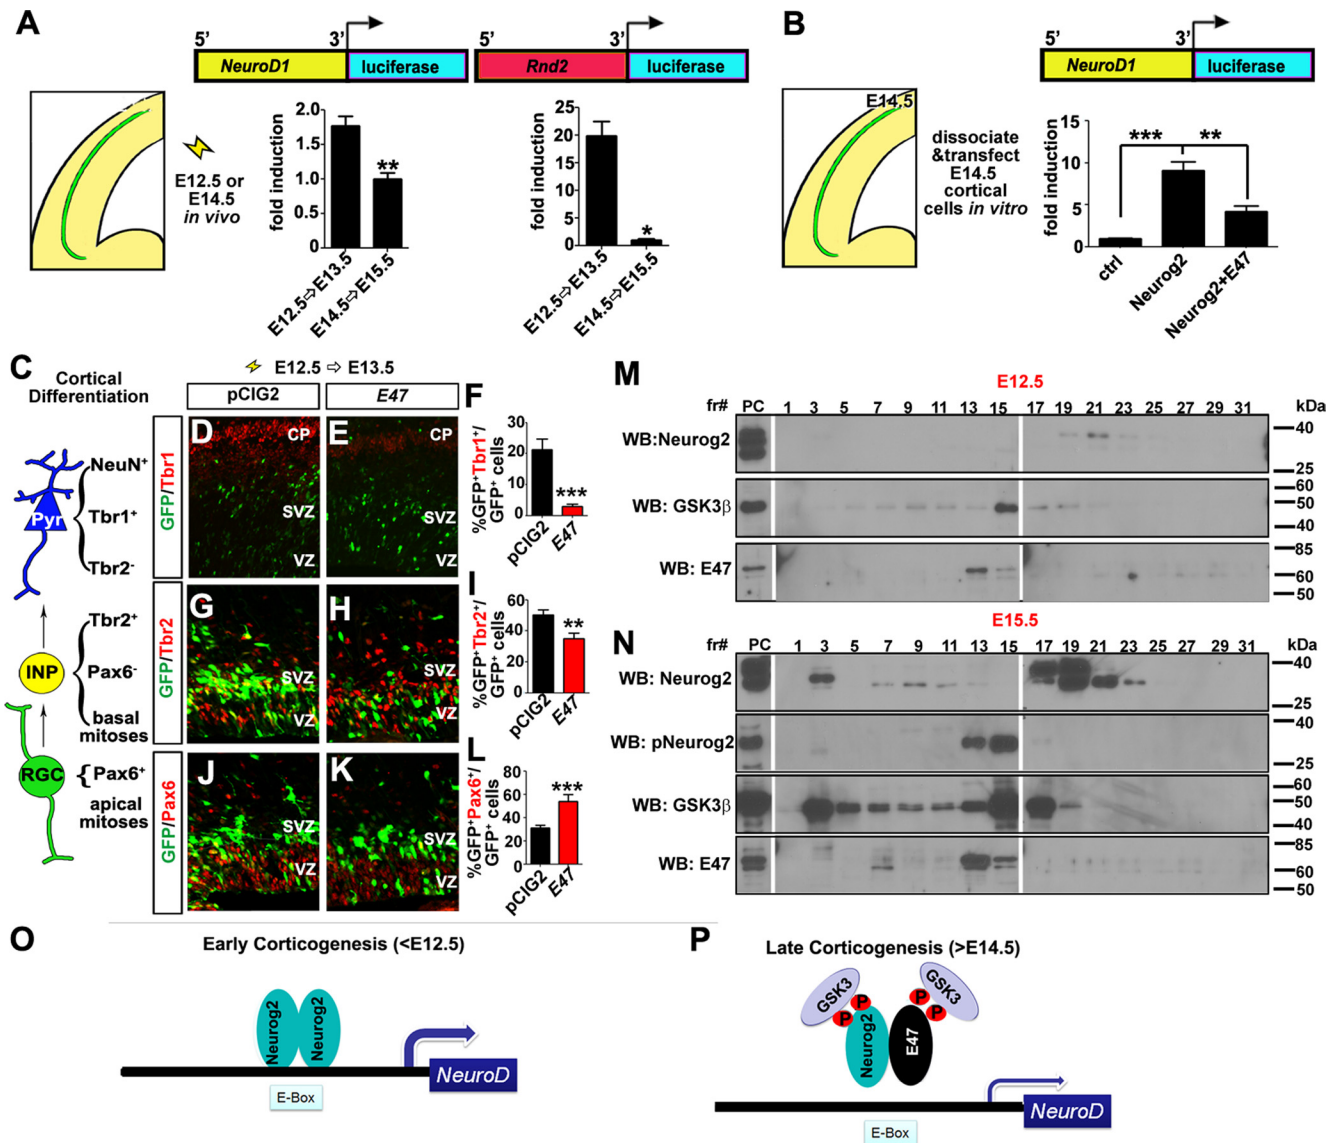 A
5’ 3’
NeuroD1 luciferase
5’ 3’
Rnd2 luciferase
E12.5 or
E14.5
in vivo
fold induction
2.0
1.5
1.0
0.5
0
**
E12.5⇨E13.5
E14.5⇨E15.5
fold induction
25
20
15
10
5
0
*
E12.5⇨E13.5
E14.5⇨E15.5
B
5’ 3’
NeuroD1 luciferase
E14.5
dissociate
&transfect
E14.5
cortical
cells in vitro
fold induction
15
10
5
0
*** **
ctrl
Neurog2
Neurog2+E47
C
Cortical
Differentiation
NeuN+
Pyr
Tbr1+
Tbr2-
Tbr2+
INP
Pax6-
basal
mitoses
RGC
Pax6+
apical
mitoses
E12.5 ⇨ E13.5
pCIG2 E47
GFP/Tbr1
D CP
SVZ
VZ
E CP
SVZ
VZ
F
%GFP+Tbr1+/
GFP+ cells
30
20
10
0
***
pCIG2
E47
GFP/Tbr2
G
SVZ
VZ
H
SVZ
VZ
I
%GFP+Tbr2+/
GFP+ cells
60
40
20
0
**
pCIG2
E47
GFP/Pax6
J
SVZ
VZ
K
SVZ
VZ
L
%GFP+Pax6+/
GFP+ cells
80
60
40
20
0
***
pCIG2
E47
M
E12.5
fr# PC 1 3 5 7 9 11 13 15 17 19 21 23 25 27 29 31 kDa
WB:Neurog2
40
25
WB: GSK3β
60
50
40
WB: E47
85
60
50
N
E15.5
fr# PC 1 3 5 7 9 11 13 15 17 19 21 23 25 27 29 31 kDa
WB: Neurog2
40
25
WB: pNeurog2
40
25
WB: GSK3β
60
50
40
WB: E47
85
60
50
O
Early Corticogenesis (<E12.5)
Neurog2
Neurog2
E-Box
NeuroD
P
Late Corticogenesis (>E14.5)
GSK3
GSK3
P
P
P
P
Neurog2
E47
E-Box
NeuroD